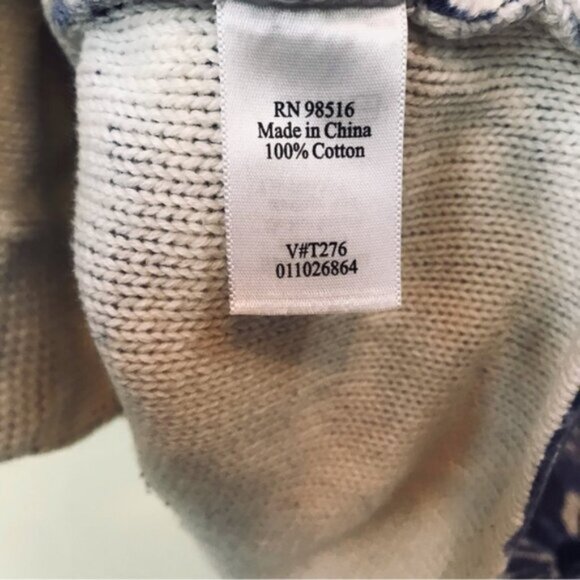 RN 98516
Made in China
100% Cotton
V#T276
011026864